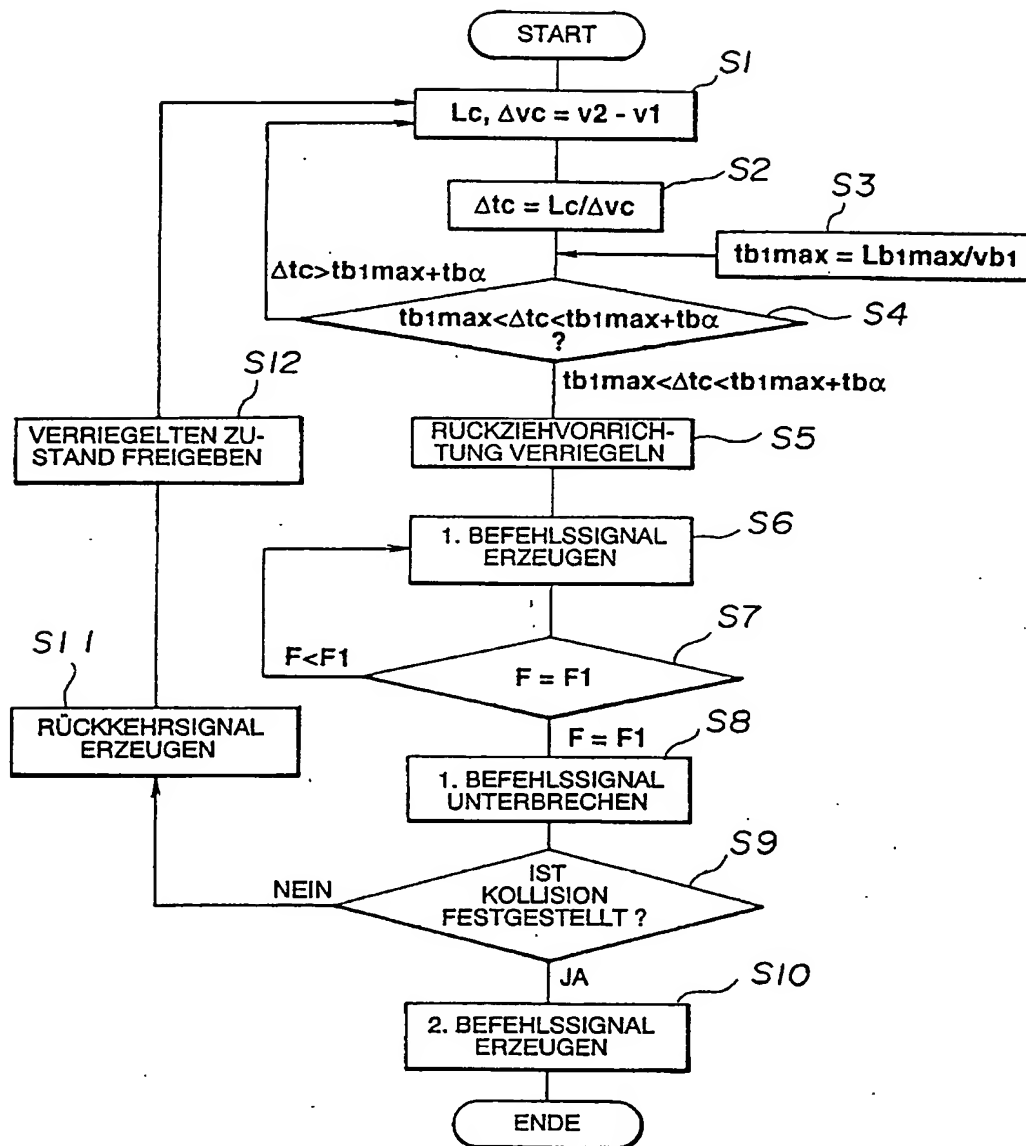 START
S1
Lc, Δvc = v2 - v1
S2
Δtc = Lc/Δvc
S3
tb1max = Lb1max/vb1
Δtc>tb1max+tbα
tb1max<Δtc<tb1max+tbα
?
S4
tb1max<Δtc<tb1max+tbα
S12
VERRIEGELTEN ZU-
STAND FREIGEBEN
RÜCKZIEHVORRICH-
TUNG VERRIEGELN
S5
1. BEFEHLSSIGNAL
ERZEUGEN
S6
S7
F<F1
F = F1
S11
RÜCKKEHRSIGNAL
ERZEUGEN
F = F1
S8
1. BEFEHLSSIGNAL
UNTERBRECHEN
S9
NEIN
IST
KOLLISION
FESTGESTELLT ?
JA
S10
2. BEFEHLSSIGNAL
ERZEUGEN
ENDE